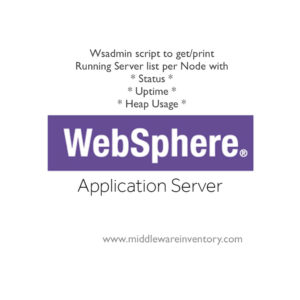 Wsadmin script to get/print
Running Server list per Node with
* Status *
* Uptime *
* Heap Usage *
WebSphere®
Application Server
www.middlewareinventory.com